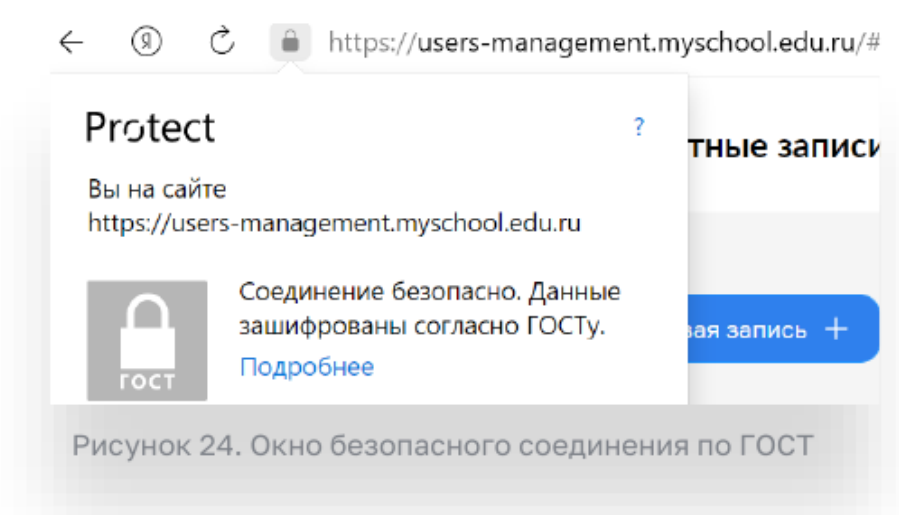 Я https://users-management.myschool.edu.ru/#
Protect ?
тные записи
Вы на сайте
https://users-management.myschool.edu.ru
Соединение безопасно. Данные
зашифрованы согласно ГОСТу.
вая запись +
Подробнее
ГОСТ
Рисунок 24. Окно безопасного соединения по ГОСТ